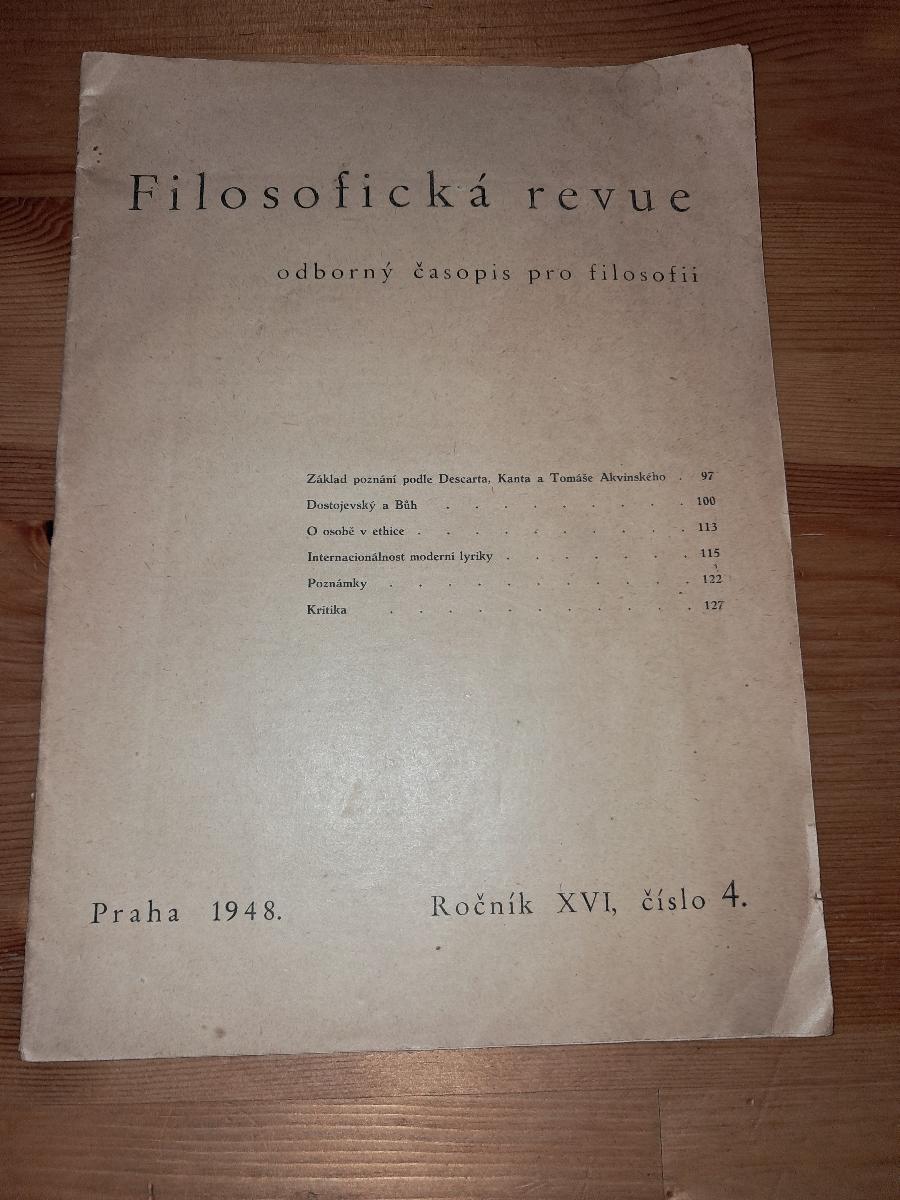 Filosofická revue
odborný časopis pro filosofii
Základ poznání podle Descarta, Kanta a Tomáše Akvinského . 97
Dostojevský a Bůh . . . . . . . . . 100
O osobě v ethice . . . . . . . . . . 113
Internacionálnost moderní lyriky . . . . . . . 115
Poznámky . . . . . . . . . . . 122
Kritika . . . . . . . . . . . 127
Praha 1948. Ročník XVI, číslo 4.